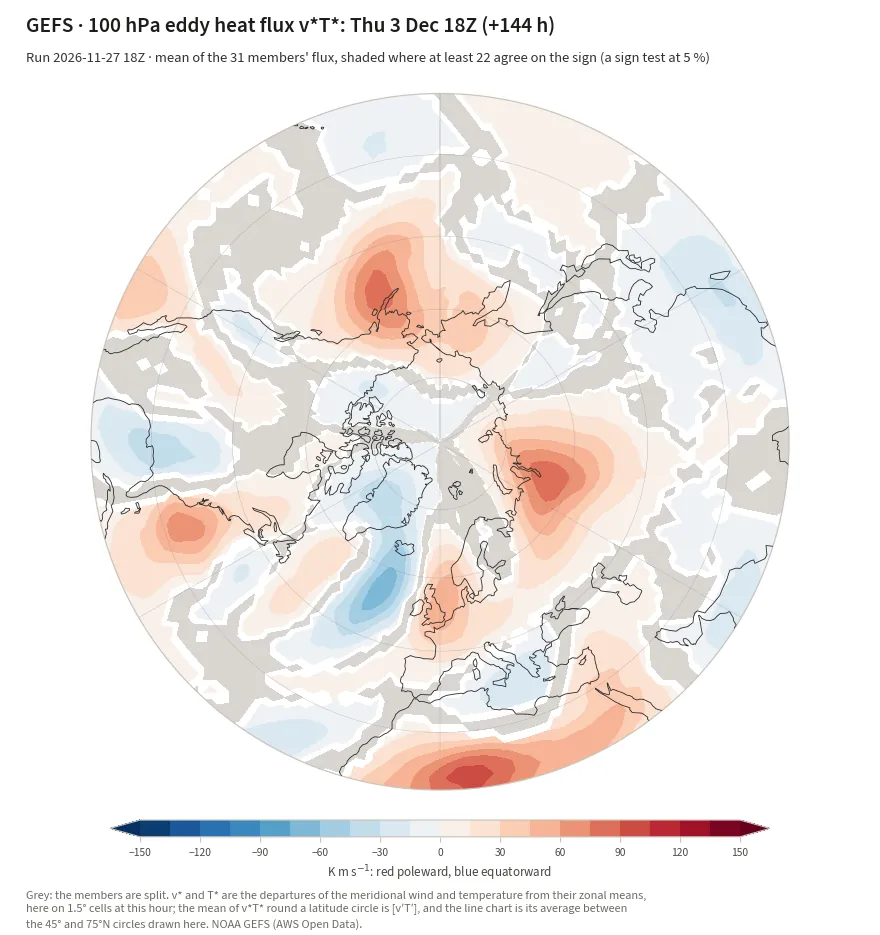 GEFS · 100 hPa eddy heat flux v*T*: Thu 3 Dec 18Z (+144 h)
Run 2026-11-27 18Z · mean of the 31 members' flux, shaded where at least 22 agree on the sign (a sign test at 5 %)
−150 −120 −90 −60 −30 0 30 60 90 120 150
K m s⁻¹: red poleward, blue equatorward
Grey: the members are split. v* and T* are the departures of the meridional wind and temperature from their zonal means,
here on 1.5° cells at this hour; the mean of v*T* round a latitude circle is [v'T'], and the line chart is its average between
the 45° and 75°N circles drawn here. NOAA GEFS (AWS Open Data).